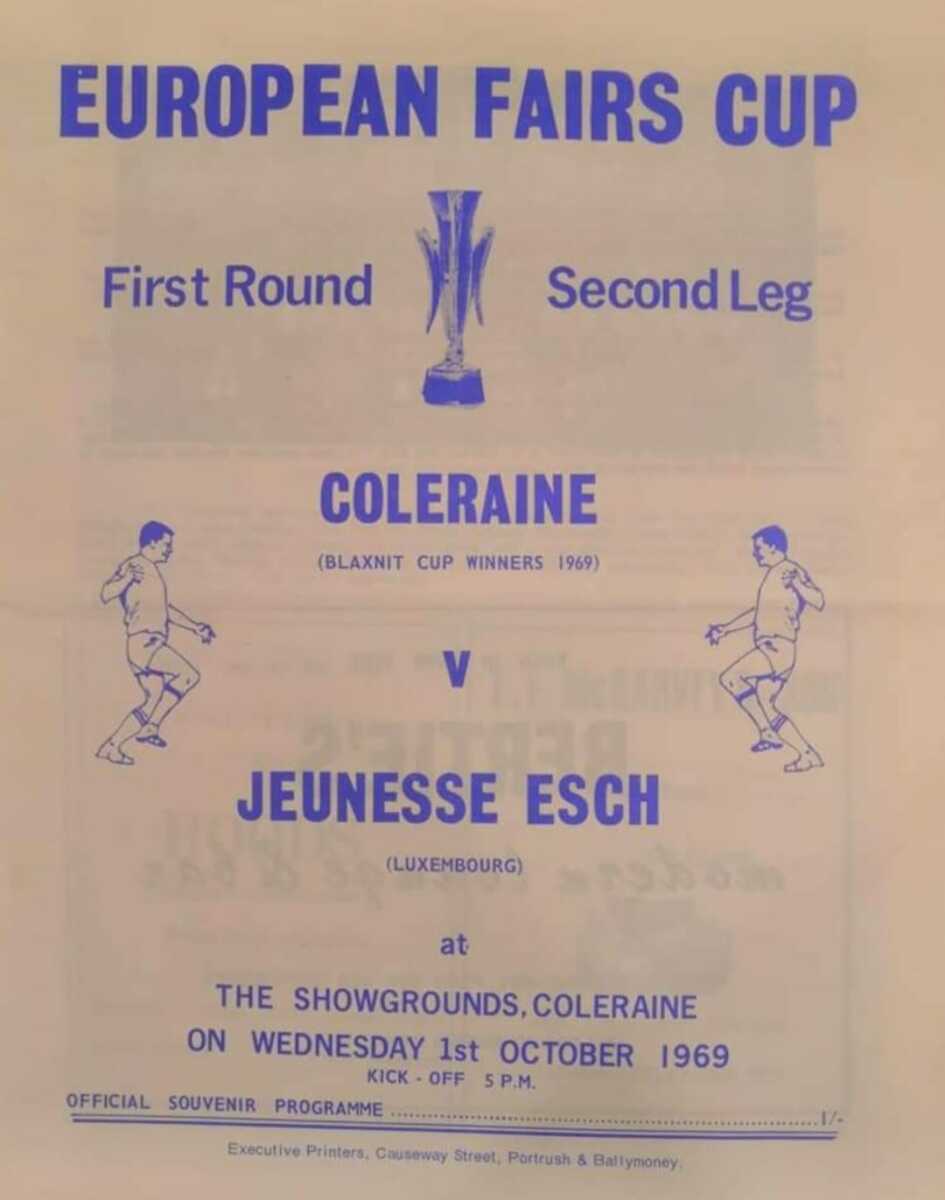 EUROPEAN FAIRS CUP
First Round Second Leg
COLERAINE
(BLAXNIT CUP WINNERS 1969)
V
JEUNESSE ESCH
(LUXEMBOURG)
at
THE SHOWGROUNDS, COLERAINE
ON WEDNESDAY 1st OCTOBER 1969
KICK - OFF 5 P.M.
OFFICIAL SOUVENIR PROGRAMME ........................................ 1/-
Executive Printers, Causeway Street, Portrush & Ballymoney.